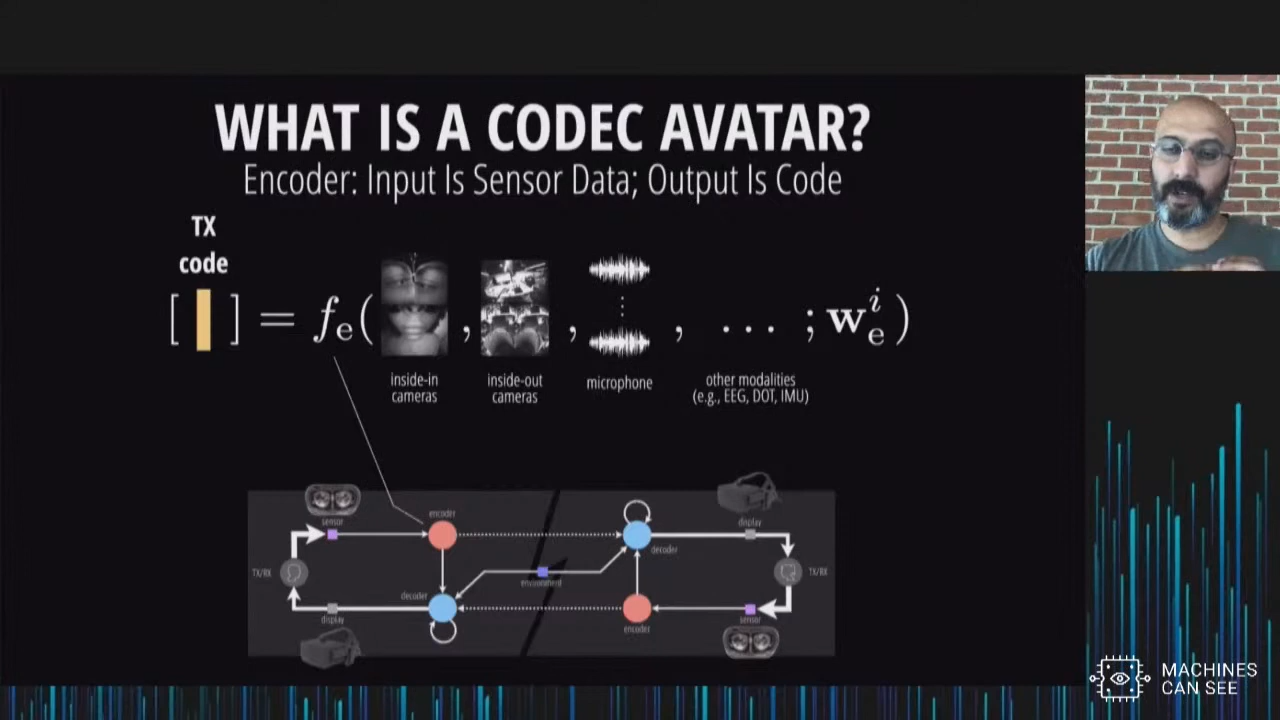 WHAT IS A CODEC AVATAR?
Encoder: Input Is Sensor Data; Output Is Code
TX
code
[ ] = fₑ( , , , ... ; wₑⁱ)
inside-in
cameras
inside-out
cameras
microphone
other modalities
(e.g., EEG, DOT, IMU)
sensor
encoder
display
decoder
TX/RX
environment
TX/RX
decoder
display
encoder
sensor
MACHINES
CAN SEE